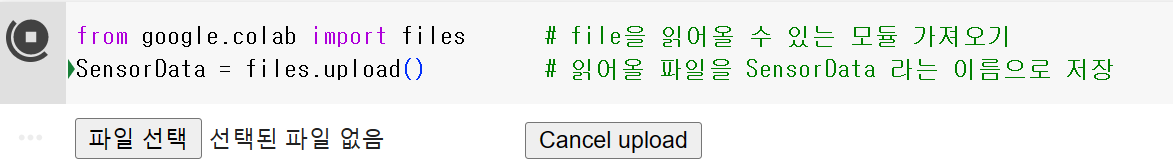 from google.colab import files # file을 읽어올 수 있는 모듈 가져오기
SensorData = files.upload() # 읽어올 파일을 SensorData 라는 이름으로 저장
파일 선택 선택된 파일 없음 Cancel upload